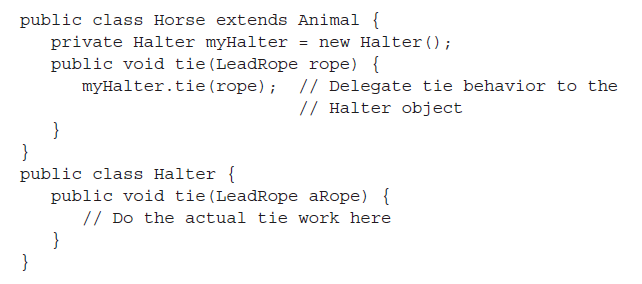 public class Horse extends Animal {
   private Halter myHalter = new Halter();
   public void tie(LeadRope rope) {
      myHalter.tie(rope);  // Delegate tie behavior to the
                           // Halter object
   }
}
public class Halter {
   public void tie(LeadRope aRope) {
      // Do the actual tie work here
   }
}